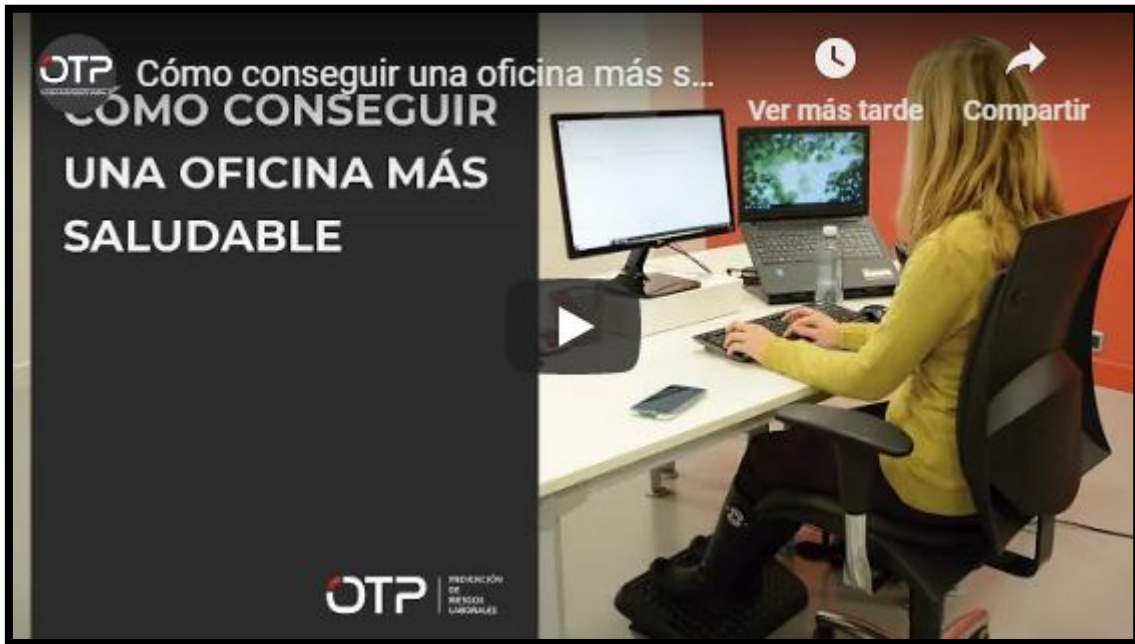 OTP
Cómo conseguir una oficina más s...
Ver más tarde
Compartir
CÓMO CONSEGUIR
UNA OFICINA MÁS
SALUDABLE
OTP
PREVENCIÓN
DE
RIESGOS
LABORALES